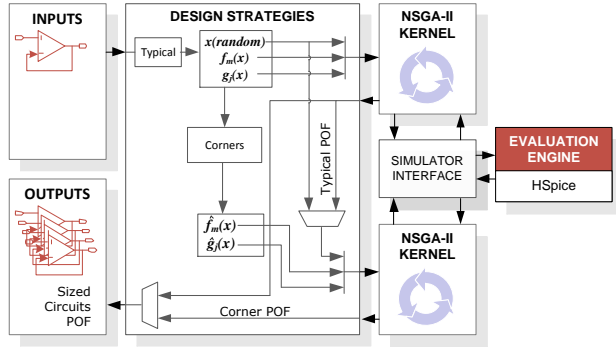 INPUTS
DESIGN STRATEGIES
NSGA-II
KERNEL
Typical
x(random)
fm(x)
gj(x)
Corners
Typical POF
SIMULATOR
INTERFACE
EVALUATION
ENGINE
HSpice
OUTPUTS
Sized
Circuits
POF
f̂m(x)
ĝj(x)
Corner POF
NSGA-II
KERNEL